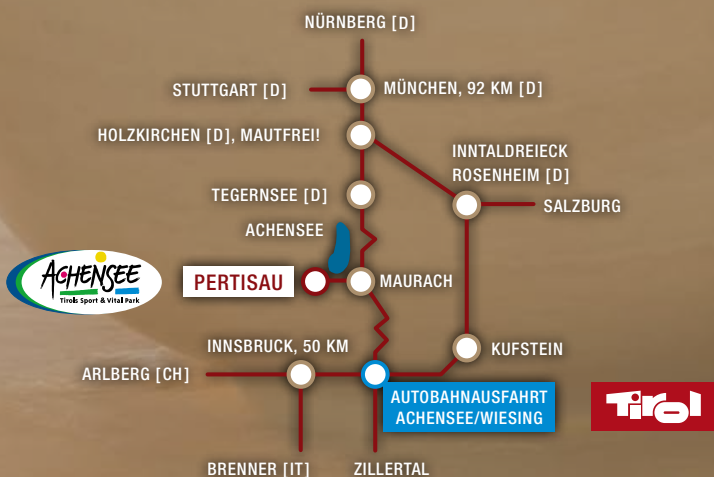 NÜRNBERG [D]
STUTTGART [D]
MÜNCHEN, 92 KM [D]
HOLZKIRCHEN [D], MAUTFREI!
INNTALDREIECK
ROSENHEIM [D]
TEGERNSEE [D]
SALZBURG
ACHENSEE
ACHENSEE
Tirols Sport & Vital Park
PERTISAU
MAURACH
INNSBRUCK, 50 KM
KUFSTEIN
ARLBERG [CH]
AUTOBAHNAUSFAHRT
ACHENSEE/WIESING
Tirol
BRENNER [IT]
ZILLERTAL